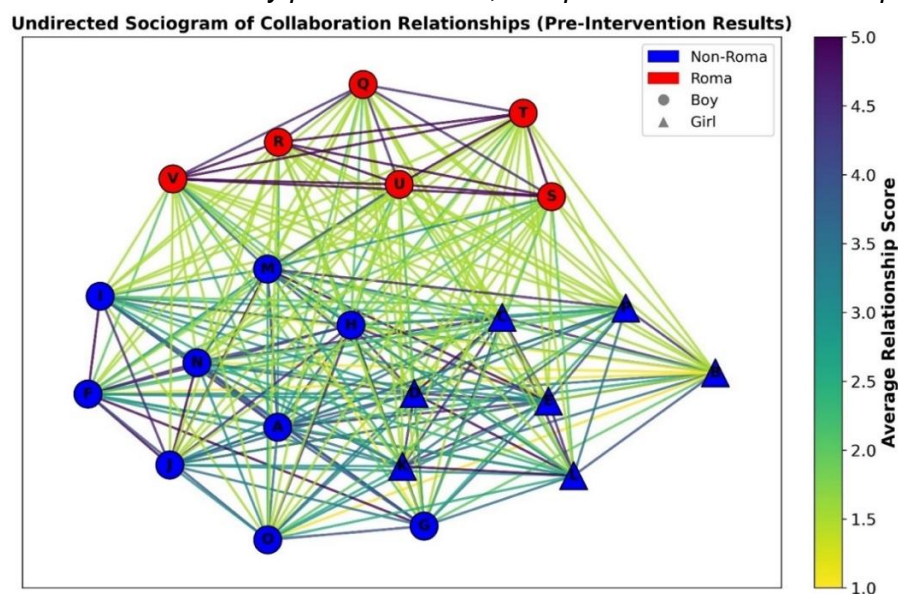 Undirected Sociogram of Collaboration Relationships (Pre-Intervention Results)
Non-Roma
Roma
Boy
Girl
Q
T
R
V
U
S
M
I
H
N
F
A
J
O
G
5.0
4.5
4.0
3.5
3.0
2.5
2.0
1.5
1.0
Average Relationship Score